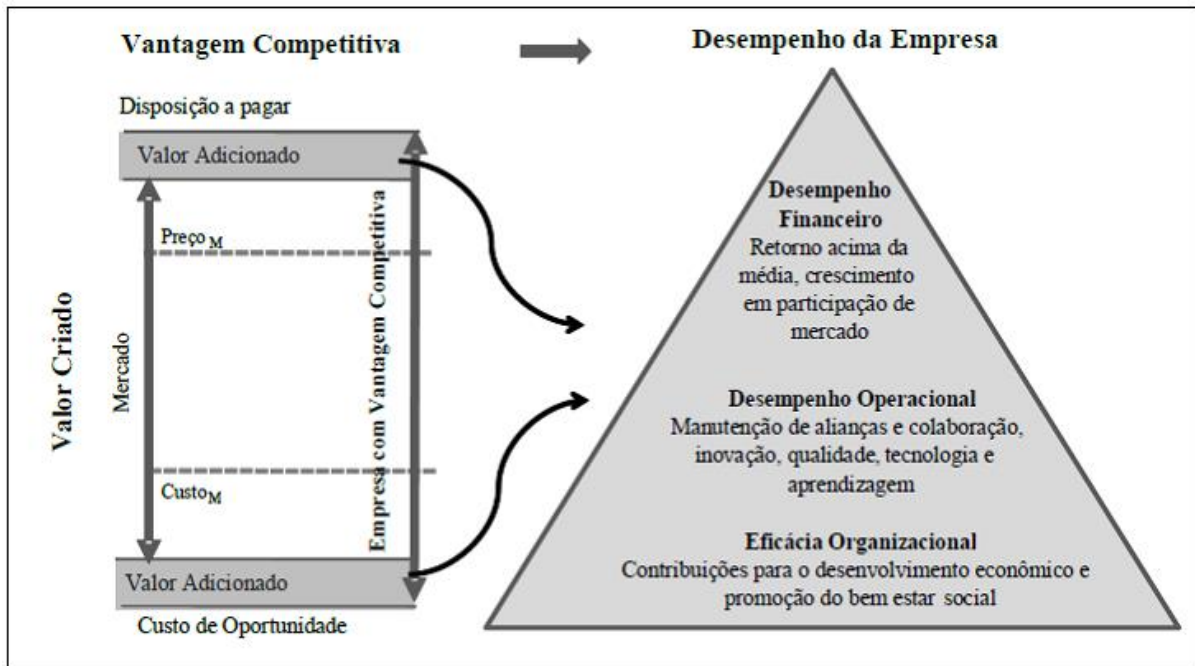 Vantagem Competitiva
Desempenho da Empresa
Disposição a pagar
Valor Adicionado
Preço M
Valor Criado
Mercado
Empresa com Vantagem Competitiva
Custo M
Valor Adicionado
Custo de Oportunidade
Desempenho
Financeiro
Retorno acima da
média, crescimento
em participação de
mercado
Desempenho Operacional
Manutenção de alianças e colaboração,
inovação, qualidade, tecnologia e
aprendizagem
Eficácia Organizacional
Contribuições para o desenvolvimento econômico e
promoção do bem estar social